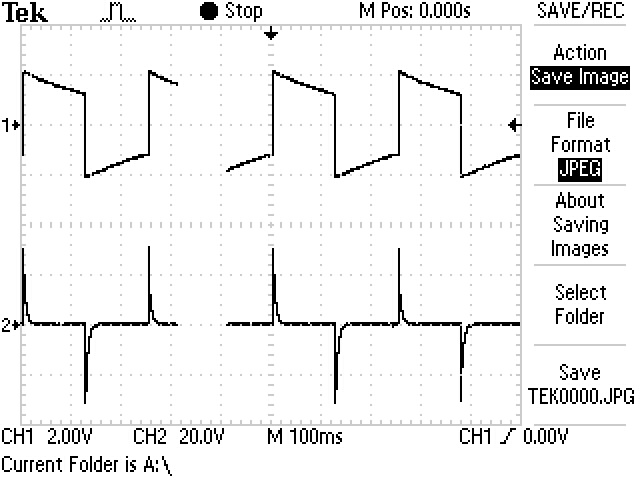 Tek
Stop
M Pos: 0.000s
SAVE/REC
Action
Save Image
File
Format
JPEG
About
Saving
Images
Select
Folder
Save
TEK0000.JPG
1
2
CH1 2.00V
CH2 20.0V
M 100ms
CH1 0.00V
Current Folder is A:\